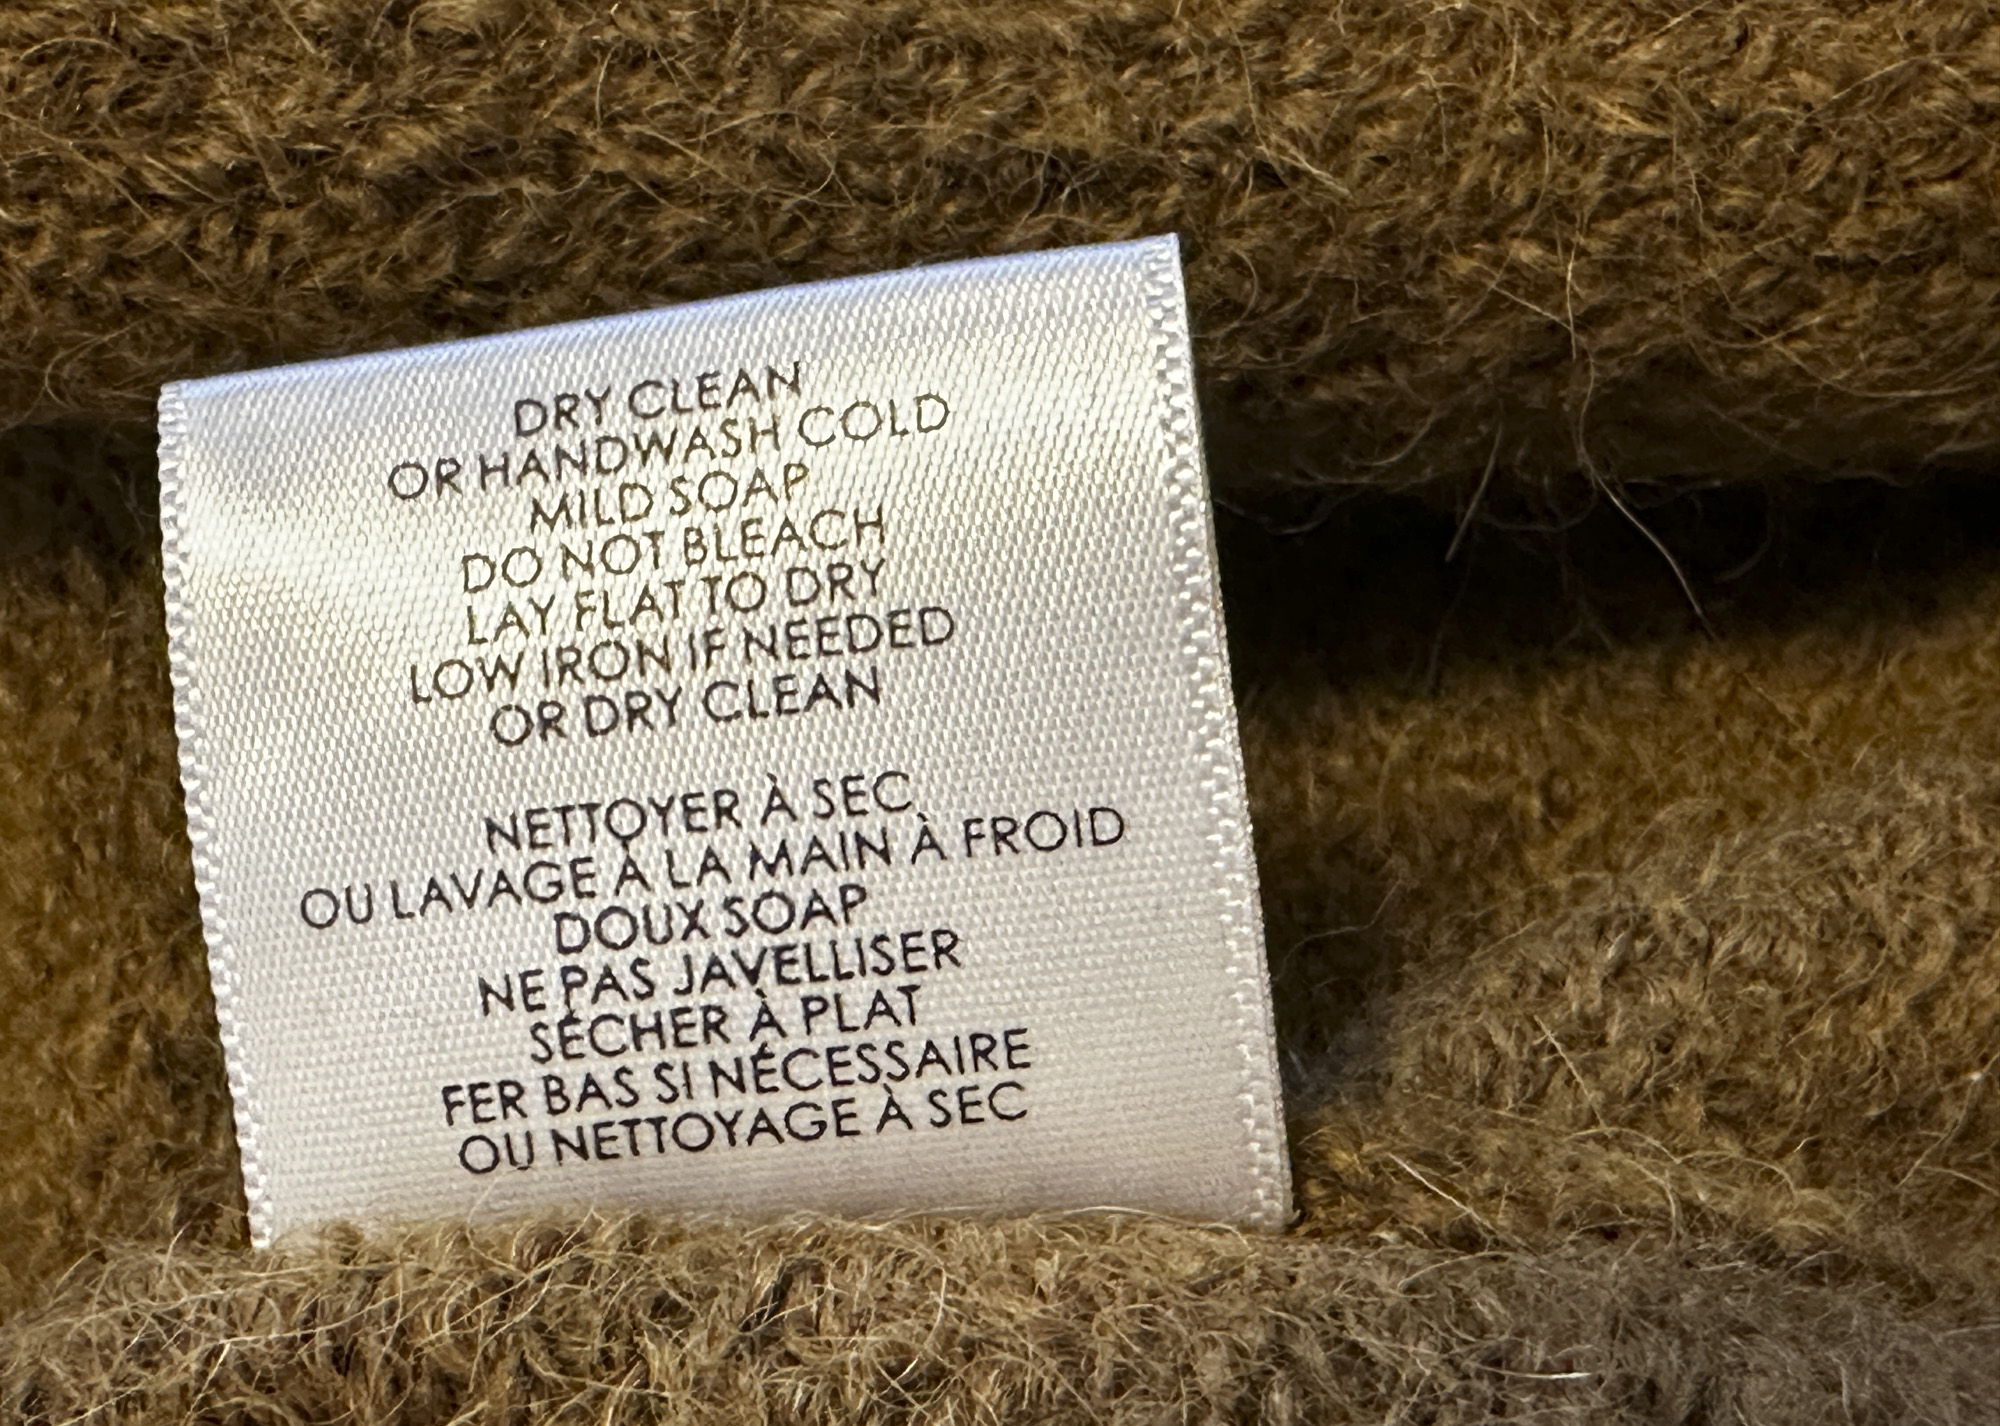 DRY CLEAN
OR HANDWASH COLD
MILD SOAP
DO NOT BLEACH
LAY FLAT TO DRY
LOW IRON IF NEEDED
OR DRY CLEAN
NETTOYER À SEC
OU LAVAGE À LA MAIN À FROID
DOUX SOAP
NE PAS JAVELLISER
SÉCHER À PLAT
FER BAS SI NÉCESSAIRE
OU NETTOYAGE À SEC